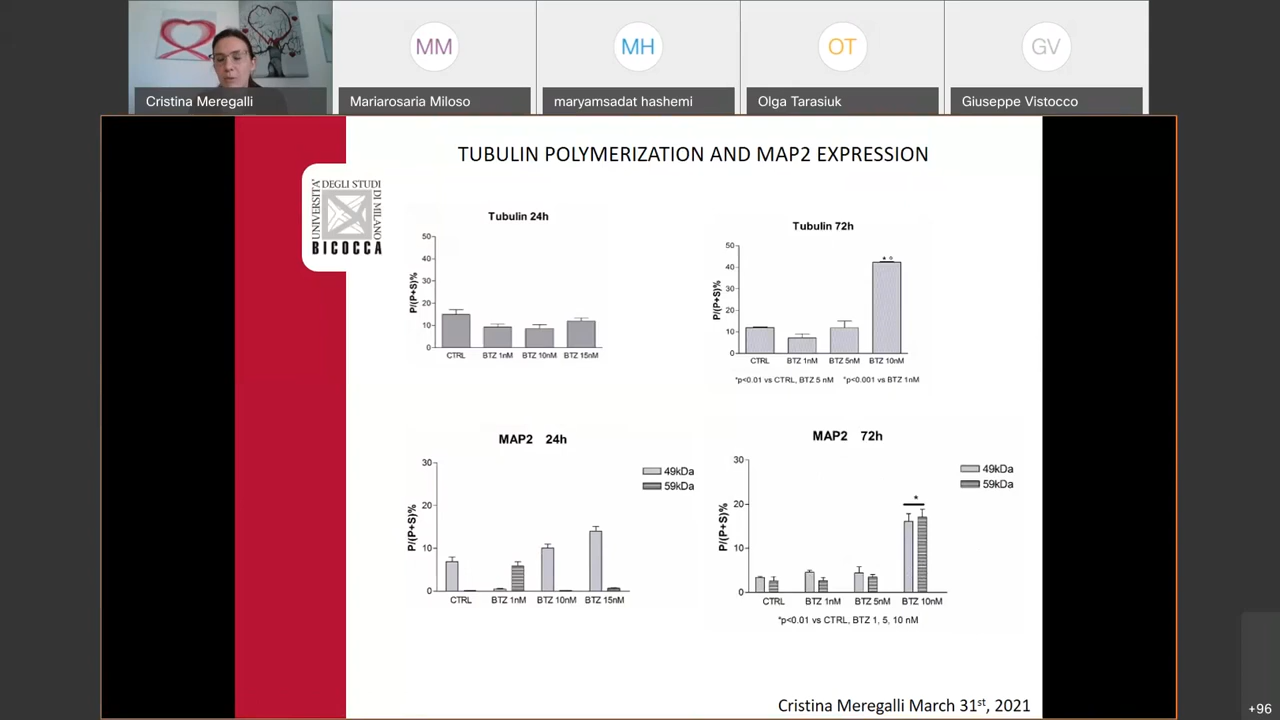 MM
MH
OT
GV
Cristina Meregalli
Mariarosaria Miloso
maryamsadat hashemi
Olga Tarasiuk
Giuseppe Vistocco
TUBULIN POLYMERIZATION AND MAP2 EXPRESSION
UNIVERSITA'
DEGLI STUDI
DI MILANO
BICOCCA
Tubulin 24h
P/(P+S)%
50
40
30
20
10
0
CTRL BTZ 1nM BTZ 10nM BTZ 15nM
Tubulin 72h
P/(P+S)%
50
40
30
20
10
0
* °
CTRL BTZ 1nM BTZ 5nM BTZ 10nM
*p<0.01 vs CTRL, BTZ 5 nM °p<0.001 vs BTZ 1nM
MAP2 24h
P/(P+S)%
30
20
10
0
49kDa
59kDa
CTRL BTZ 1nM BTZ 10nM BTZ 15nM
MAP2 72h
P/(P+S)%
30
20
10
0
*
49kDa
59kDa
CTRL BTZ 1nM BTZ 5nM BTZ 10nM
*p<0.01 vs CTRL, BTZ 1, 5, 10 nM
Cristina Meregalli March 31st, 2021
+96